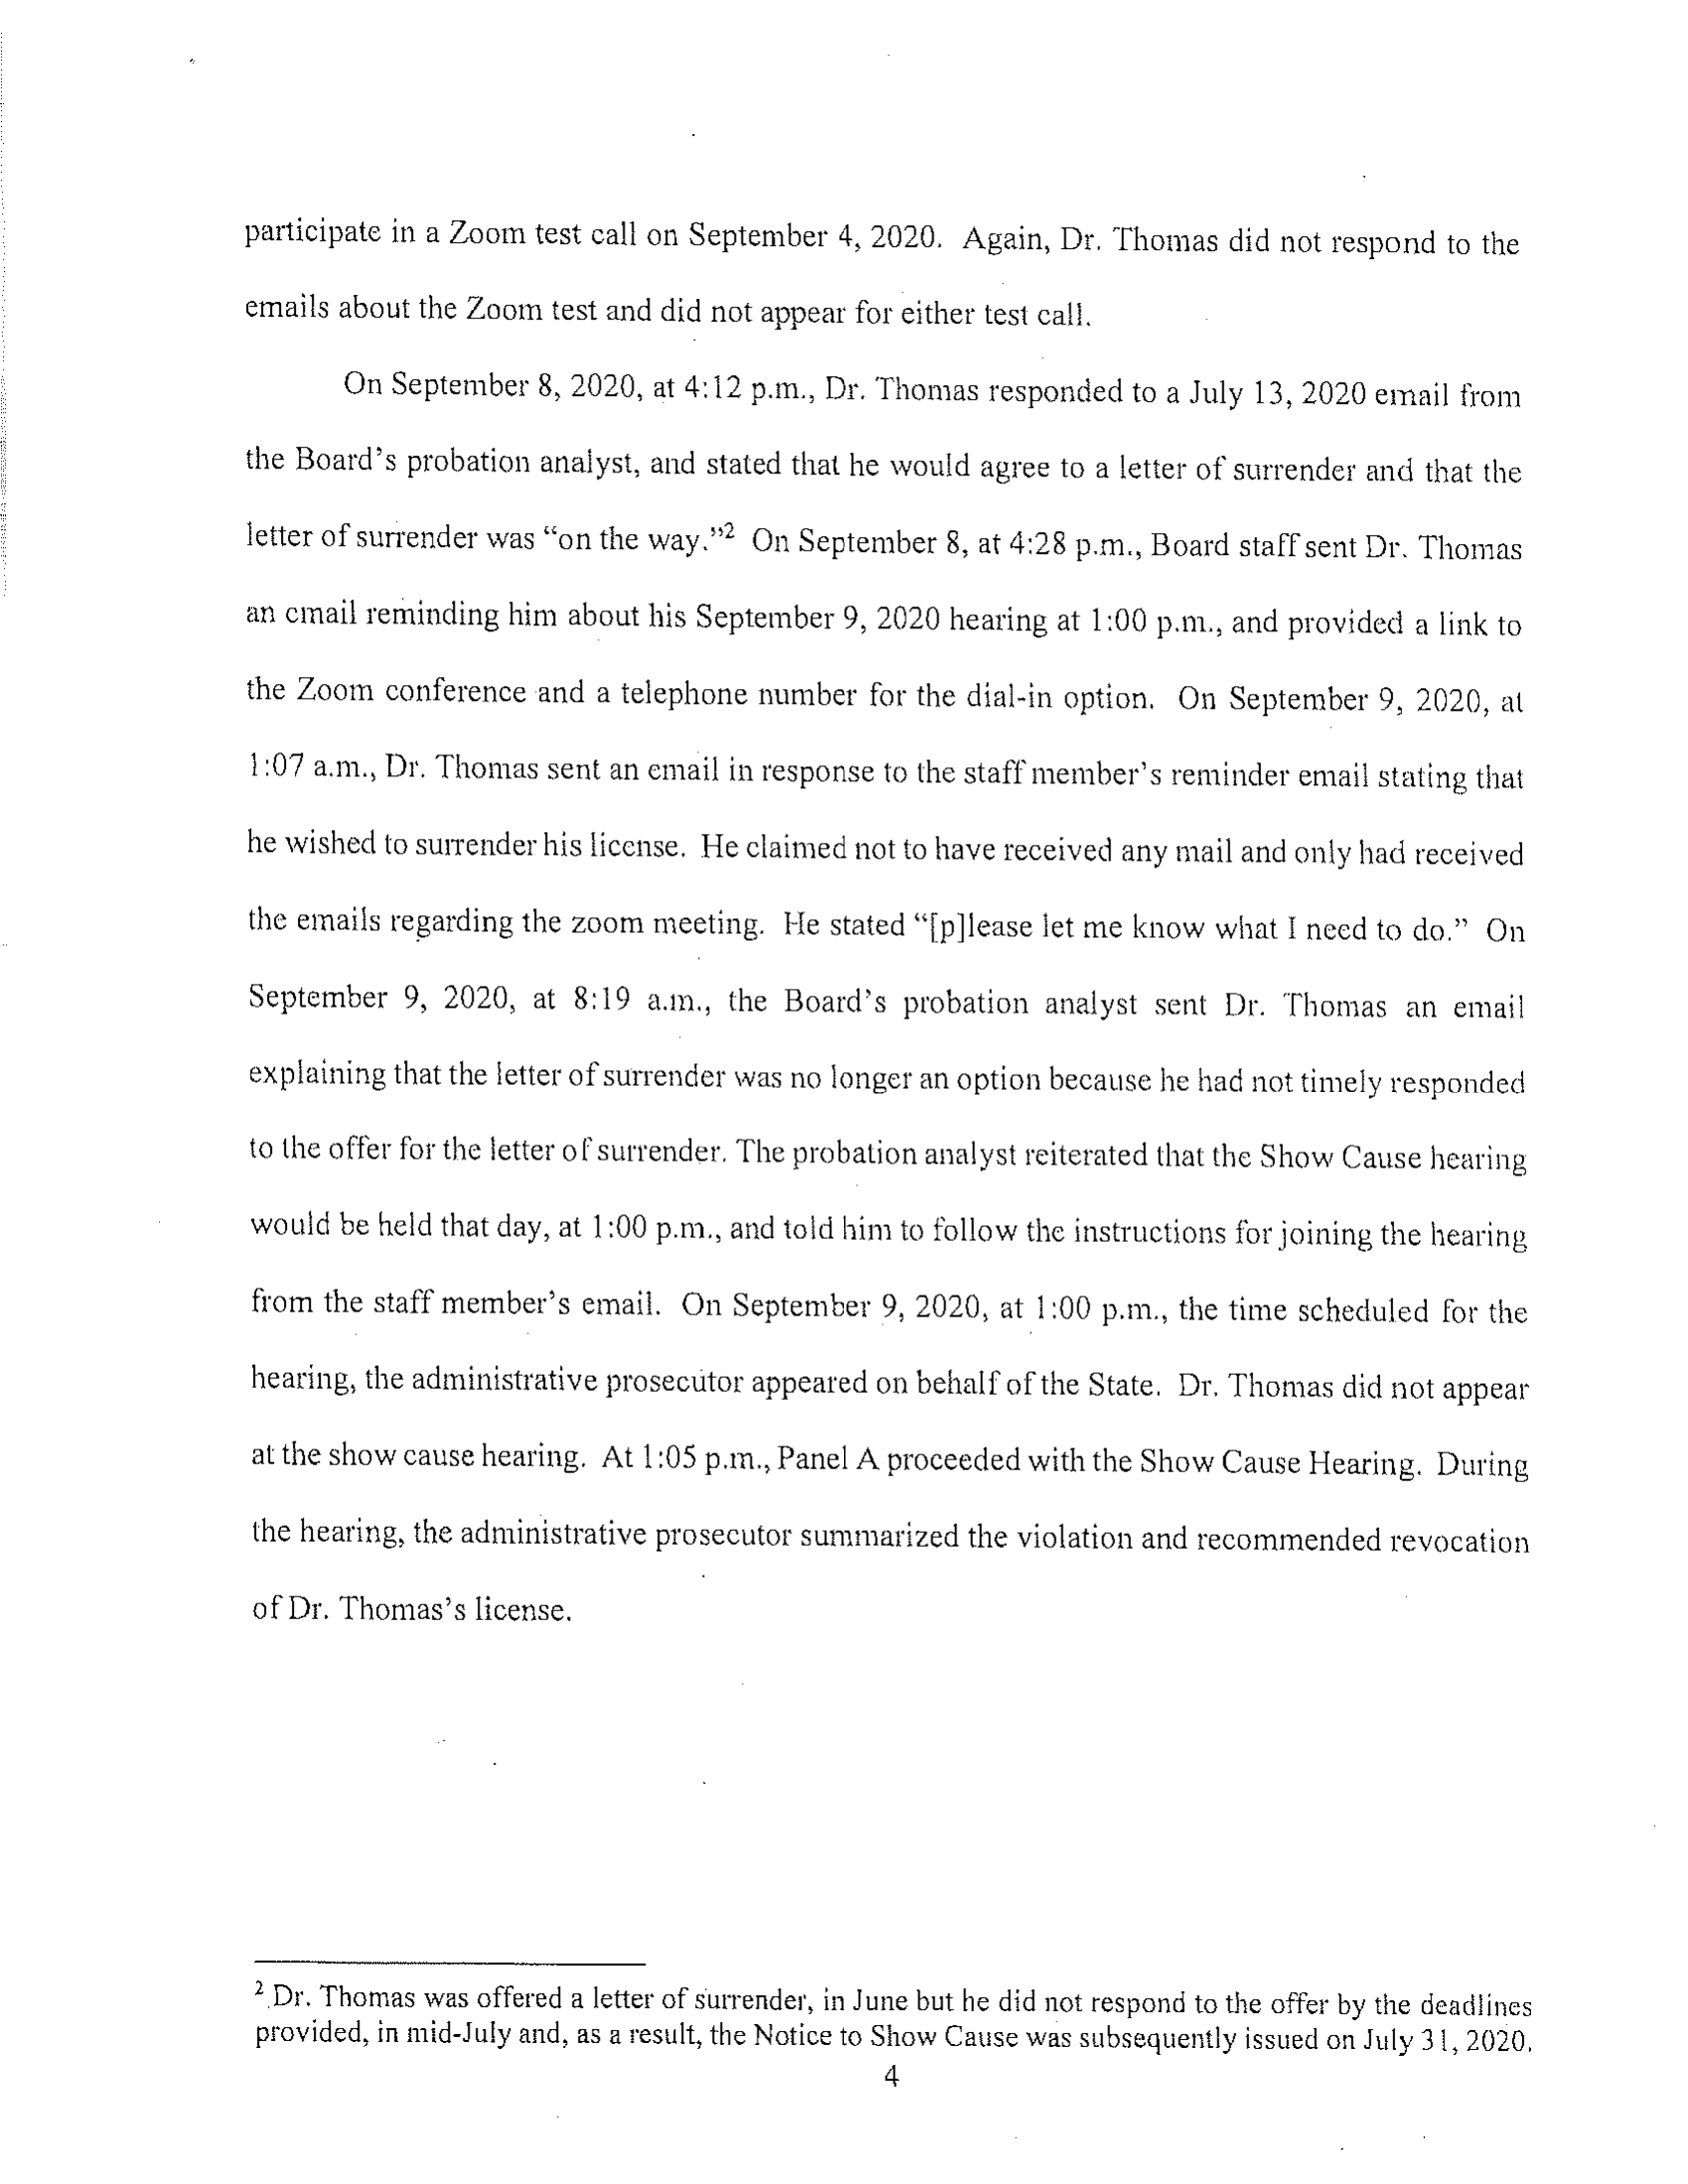 participate in a Zoom test call on September 4, 2020. Again, Dr. Thomas did not respond to the
emails about the Zoom test and did not appear for either test call.
On September 8, 2020, at 4:12 p.m., Dr. Thomas responded to a July 13, 2020 email from
the Board's probation analyst, and stated that he would agree to a letter of surrender and that the
letter of surrender was “on the way.”2 On September 8, at 4:28 p.m., Board staff sent Dr. Thomas
an email reminding him about his September 9, 2020 hearing at 1:00 p.m., and provided a link to
the Zoom conference and a telephone number for the dial-in option. On September 9, 2020, at
1:07 a.m., Dr. Thomas sent an email in response to the staff member's reminder email stating that
he wished to surrender his license. He claimed not to have received any mail and only had received
the emails regarding the zoom meeting. He stated “[p]lease let me know what I need to do.” On
September 9, 2020, at 8:19 a.m., the Board's probation analyst sent Dr. Thomas an email
explaining that the letter of surrender was no longer an option because he had not timely responded
to the offer for the letter of surrender. The probation analyst reiterated that the Show Cause hearing
would be held that day, at 1:00 p.m., and told him to follow the instructions for joining the hearing
from the staff member's email. On September 9, 2020, at 1:00 p.m., the time scheduled for the
hearing, the administrative prosecutor appeared on behalf of the State. Dr. Thomas did not appear
at the show cause hearing. At 1:05 p.m., Panel A proceeded with the Show Cause Hearing. During
the hearing, the administrative prosecutor summarized the violation and recommended revocation
of Dr. Thomas's license.
2 Dr. Thomas was offered a letter of surrender, in June but he did not respond to the offer by the deadlines
provided, in mid-July and, as a result, the Notice to Show Cause was subsequently issued on July 31, 2020.
4